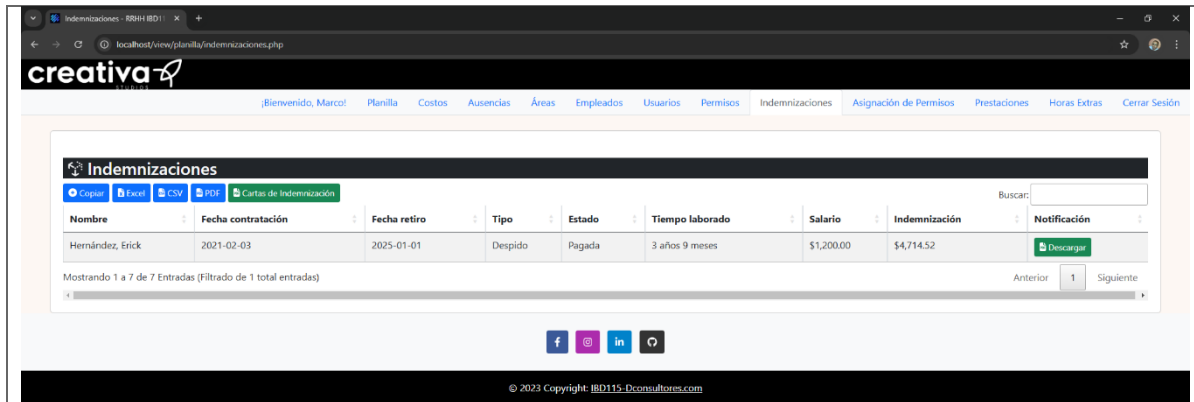 Indemnizaciones - RRHH IBD11
localhost/view/planilla/indemnizaciones.php
creativa
STUDIOS
¡Bienvenido, Marco! Planilla Costos Ausencias Áreas Empleados Usuarios Permisos Indemnizaciones Asignación de Permisos Prestaciones Horas Extras Cerrar Sesión
Indemnizaciones
Copiar Excel CSV PDF Cartas de Indemnización Buscar:
Nombre Fecha contratación Fecha retiro Tipo Estado Tiempo laborado Salario Indemnización Notificación
Hernández, Erick 2021-02-03 2025-01-01 Despido Pagada 3 años 9 meses $1,200.00 $4,714.52 Descargar
Mostrando 1 a 7 de 7 Entradas (Filtrado de 1 total entradas) Anterior 1 Siguiente
© 2023 Copyright: IBD115-Dconsultores.com